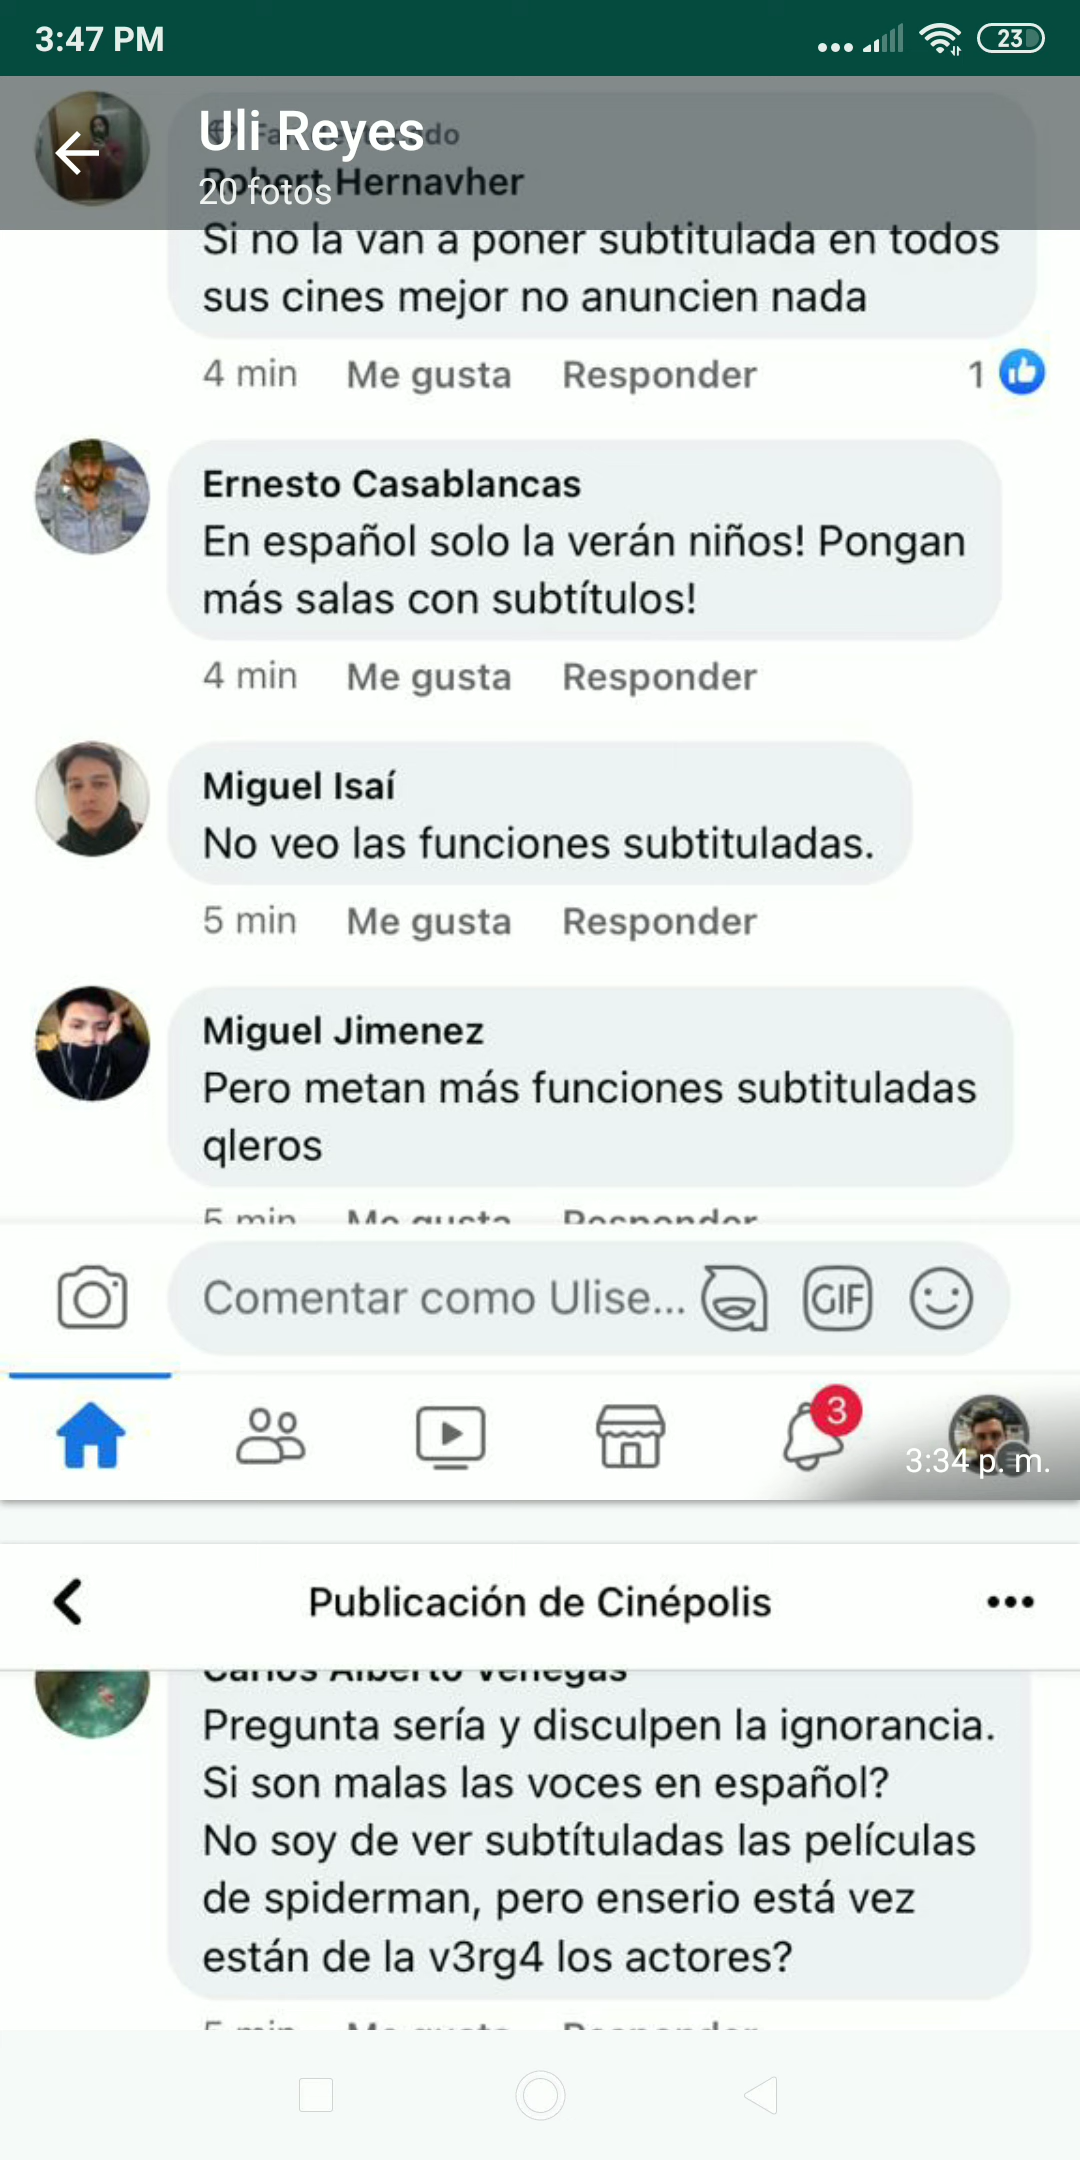 3:47 PM
23
Uli Reyes
20 fotos
Robert Hernavher
Si no la van a poner subtitulada en todos
sus cines mejor no anuncien nada
4 min Me gusta Responder 1
Ernesto Casablancas
En español solo la verán niños! Pongan
más salas con subtítulos!
4 min Me gusta Responder
Miguel Isaí
No veo las funciones subtituladas.
5 min Me gusta Responder
Miguel Jimenez
Pero metan más funciones subtituladas
qleros
5 min Me gusta Responder
Comentar como Ulise... GIF
3
3:34 p. m.
Publicación de Cinépolis
Carlos Alberto Venegas
Pregunta sería y disculpen la ignorancia.
Si son malas las voces en español?
No soy de ver subtítuladas las películas
de spiderman, pero enserio está vez
están de la v3rg4 los actores?
5 min Me gusta Responder